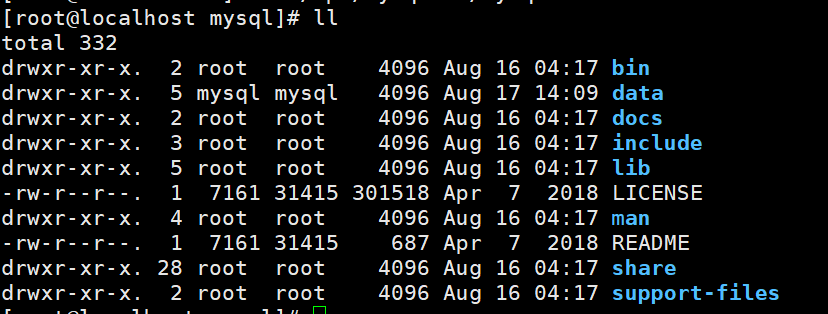 [root@localhost mysql]# ll
total 332
drwxr-xr-x.  2 root  root    4096 Aug 16 04:17 bin
drwxr-xr-x.  5 mysql mysql   4096 Aug 17 14:09 data
drwxr-xr-x.  2 root  root    4096 Aug 16 04:17 docs
drwxr-xr-x.  3 root  root    4096 Aug 16 04:17 include
drwxr-xr-x.  5 root  root    4096 Aug 16 04:17 lib
-rw-r--r--.  1  7161 31415 301518 Apr  7  2018 LICENSE
drwxr-xr-x.  4 root  root    4096 Aug 16 04:17 man
-rw-r--r--.  1  7161 31415    687 Apr  7  2018 README
drwxr-xr-x. 28 root  root    4096 Aug 16 04:17 share
drwxr-xr-x.  2 root  root    4096 Aug 16 04:17 support-files